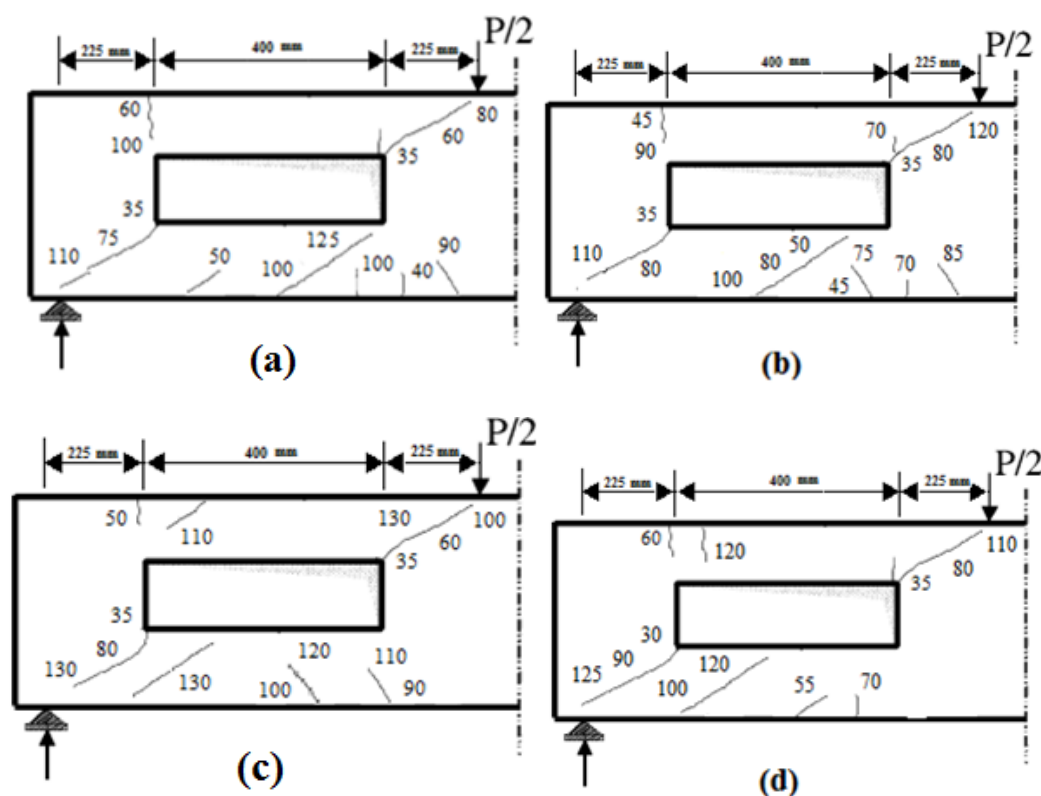 225 mm 400 mm 225 mm P/2
60 80
100 60
35
35
75 125 90
110 50 100 100 40
(a)
225 mm 400 mm 225 mm P/2
45 70 120
90 35 80
35
50 75 85
110 80 80 70
100 45
(b)
225 mm 400 mm 225 mm P/2
50 130 100
110 60
35
35
80 120 110
130 130 100 90
(c)
225 mm 400 mm 225 mm P/2
60 120 110
35 80
30
90 120
125 100 55 70
(d)